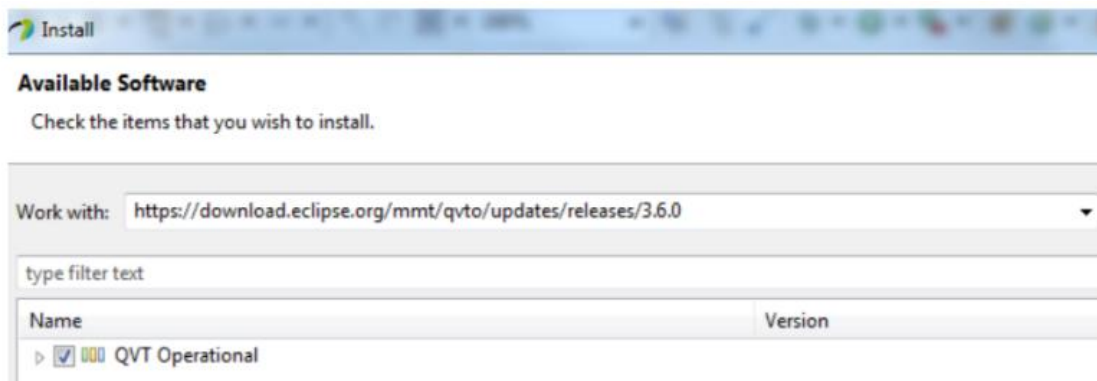 Install
Available Software
Check the items that you wish to install.
Work with: https://download.eclipse.org/mmt/qvto/updates/releases/3.6.0
type filter text
Name Version
QVT Operational